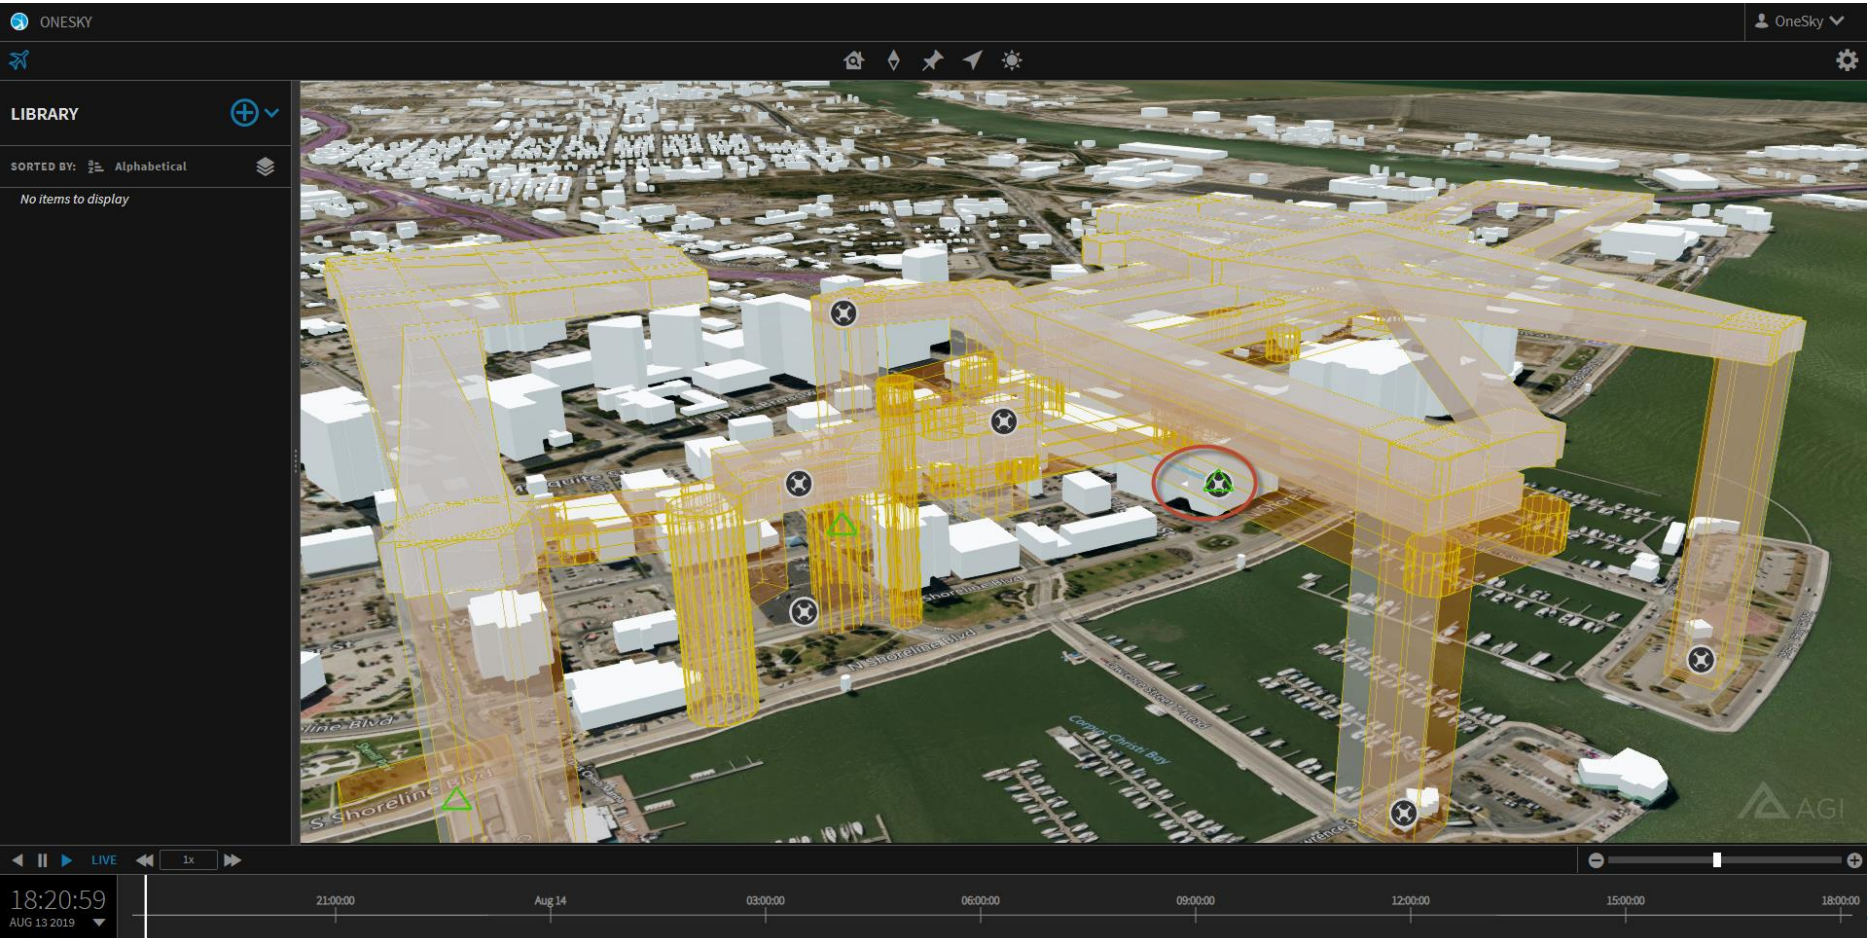 ONESKY
OneSky
LIBRARY
SORTED BY: Alphabetical
No items to display
N Shoreline Blvd
Shoreline Blvd
S Shoreline Blvd
Corpus Christi Bay
AGI
LIVE
1x
18:20:59
AUG 13 2019
21:00:00
Aug 14
03:00:00
06:00:00
09:00:00
12:00:00
15:00:00
18:00:00